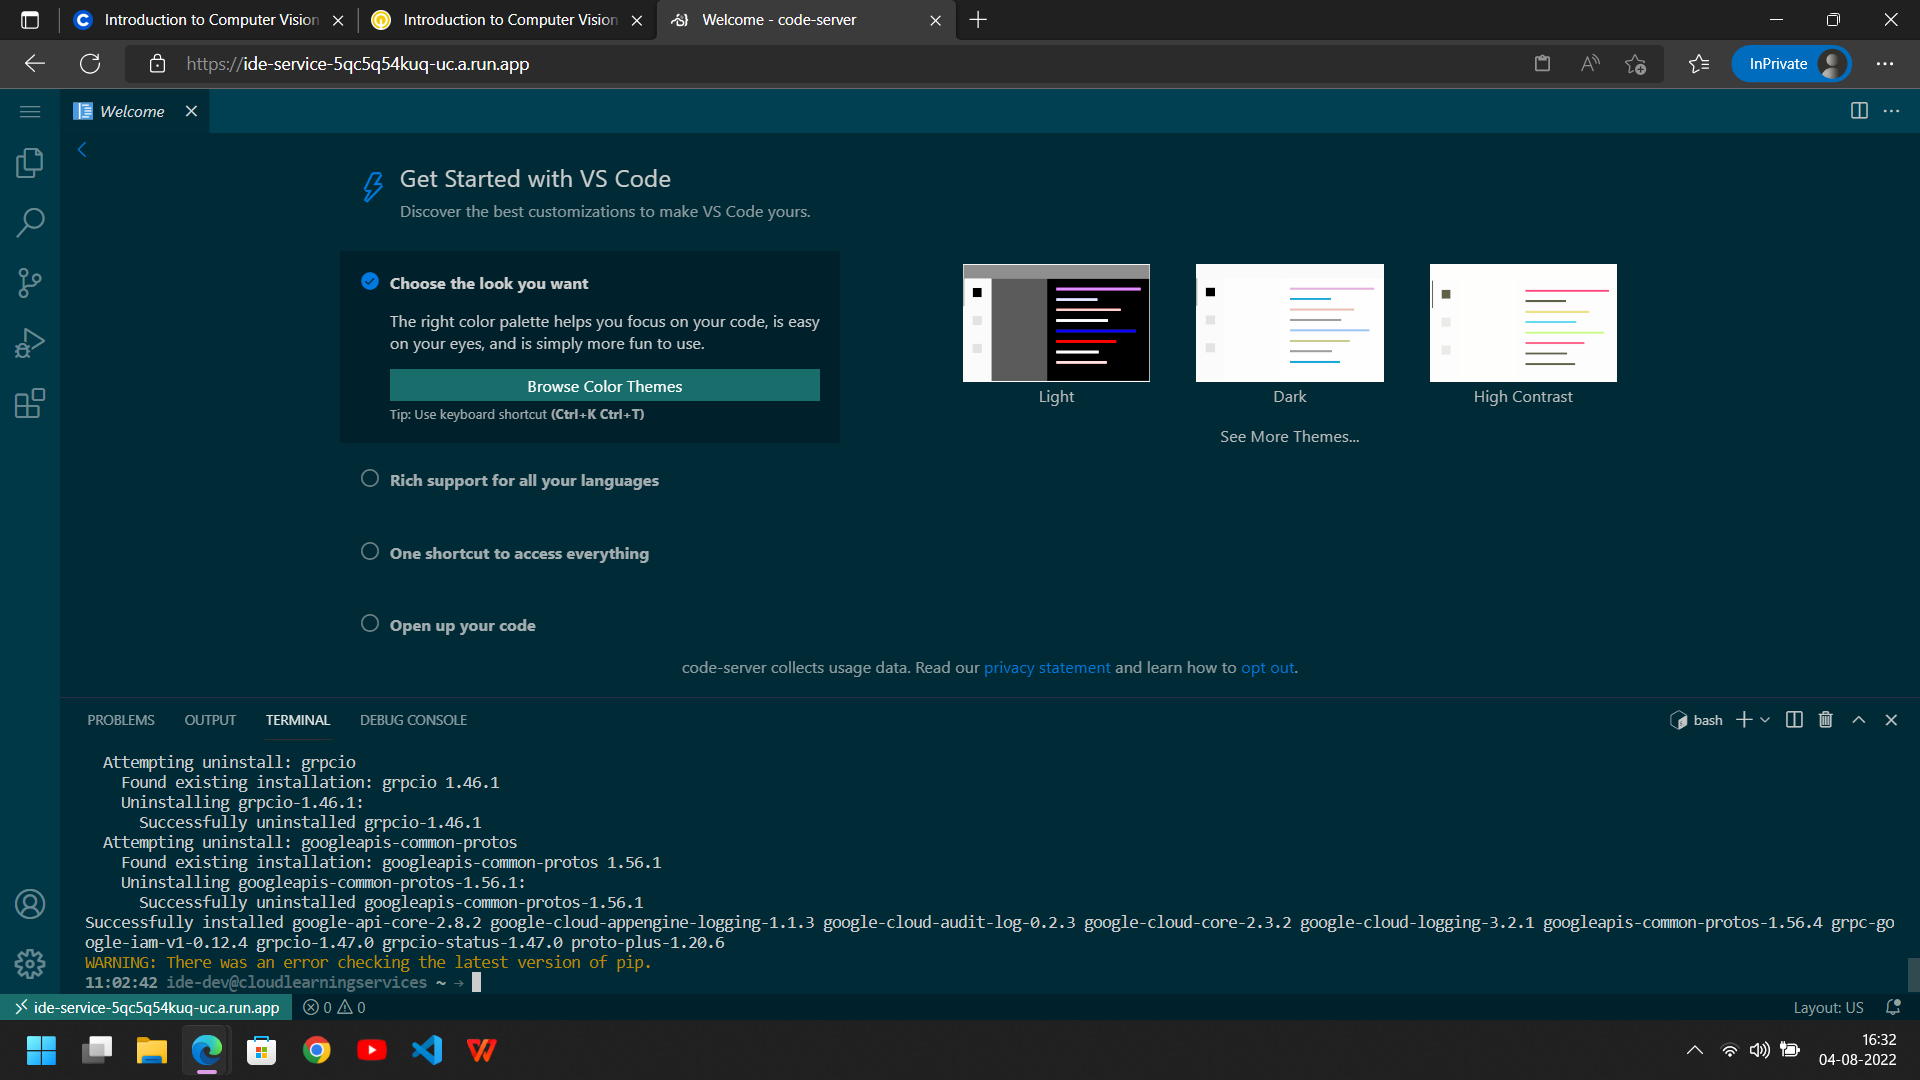 Introduction to Computer Vision
Introduction to Computer Vision
Welcome - code-server
https://ide-service-5qc5q54kuq-uc.a.run.app
InPrivate
Welcome
Get Started with VS Code
Discover the best customizations to make VS Code yours.
Choose the look you want
The right color palette helps you focus on your code, is easy
on your eyes, and is simply more fun to use.
Browse Color Themes
Tip: Use keyboard shortcut (Ctrl+K Ctrl+T)
Light
Dark
High Contrast
See More Themes...
Rich support for all your languages
One shortcut to access everything
Open up your code
code-server collects usage data. Read our privacy statement and learn how to opt out.
PROBLEMS
OUTPUT
TERMINAL
DEBUG CONSOLE
bash
Attempting uninstall: grpcio
Found existing installation: grpcio 1.46.1
Uninstalling grpcio-1.46.1:
Successfully uninstalled grpcio-1.46.1
Attempting uninstall: googleapis-common-protos
Found existing installation: googleapis-common-protos 1.56.1
Uninstalling googleapis-common-protos-1.56.1:
Successfully uninstalled googleapis-common-protos-1.56.1
Successfully installed google-api-core-2.8.2 google-cloud-appengine-logging-1.1.3 google-cloud-audit-log-0.2.3 google-cloud-core-2.3.2 google-cloud-logging-3.2.1 googleapis-common-protos-1.56.4 grpc-go
ogle-iam-v1-0.12.4 grpcio-1.47.0 grpcio-status-1.47.0 proto-plus-1.20.6
WARNING: There was an error checking the latest version of pip.
11:02:42 ide-dev@cloudlearningservices ~ →
ide-service-5qc5q54kuq-uc.a.run.app
0
0
Layout: US
16:32
04-08-2022